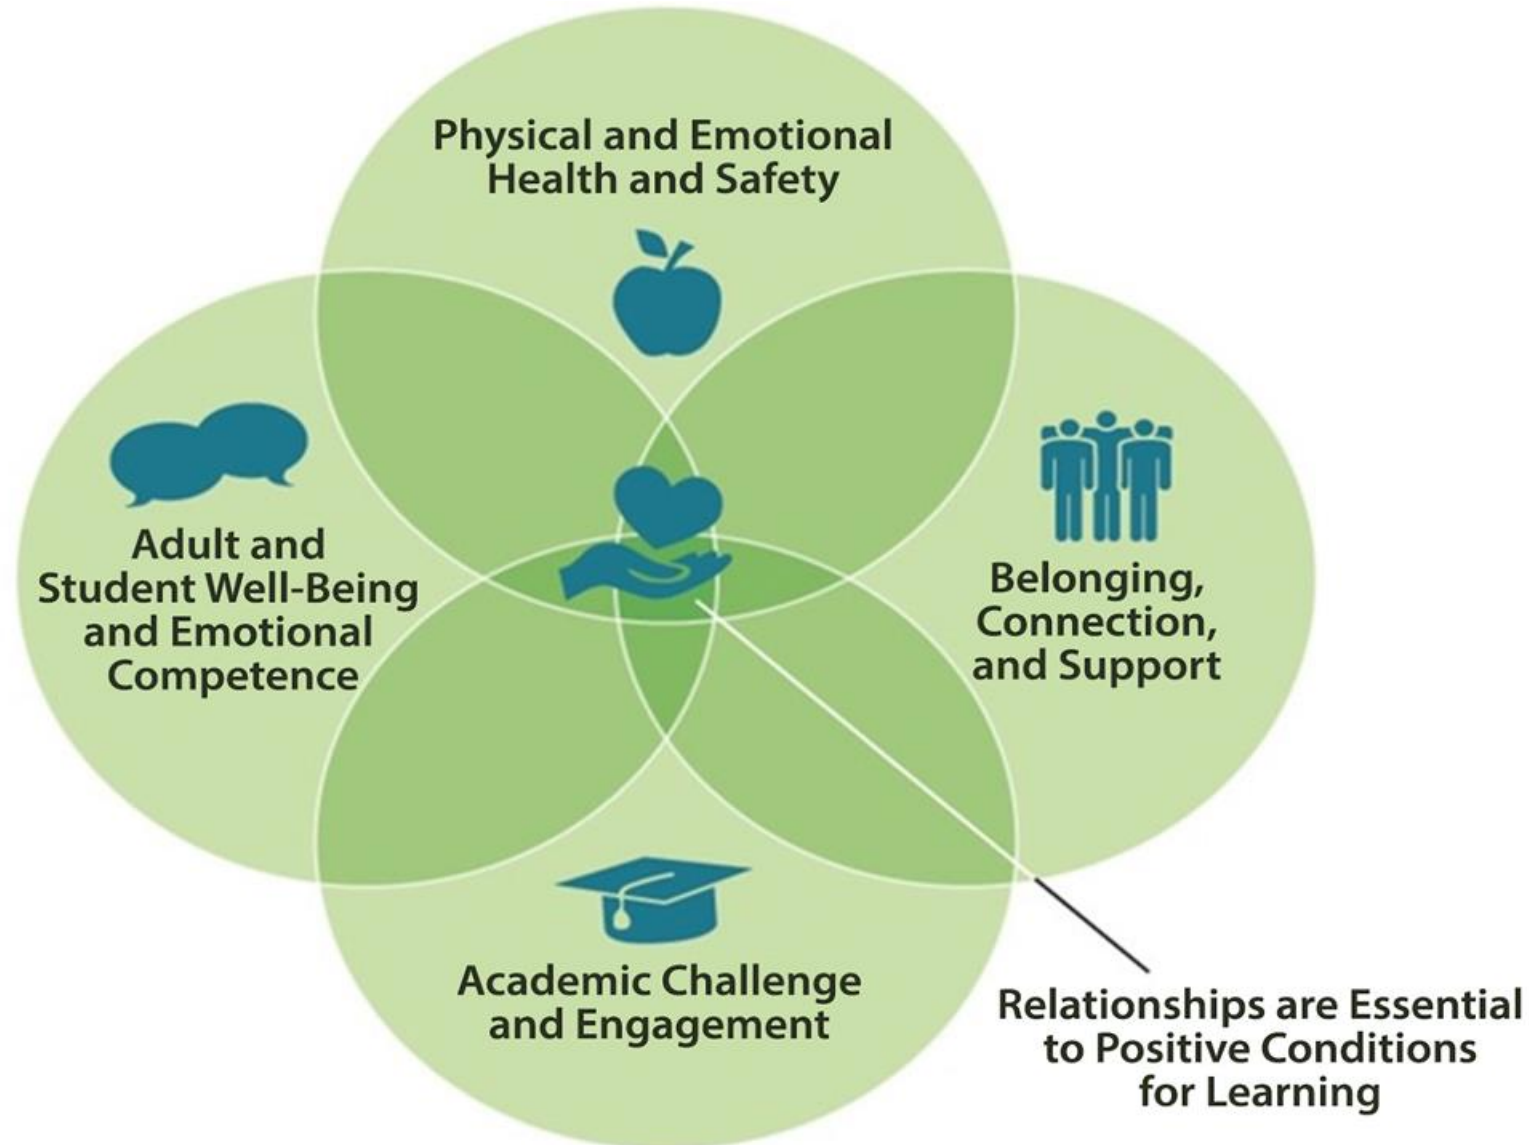 Physical and Emotional
Health and Safety
Adult and
Student Well-Being
and Emotional
Competence
Belonging,
Connection,
and Support
Academic Challenge
and Engagement
Relationships are Essential
to Positive Conditions
for Learning